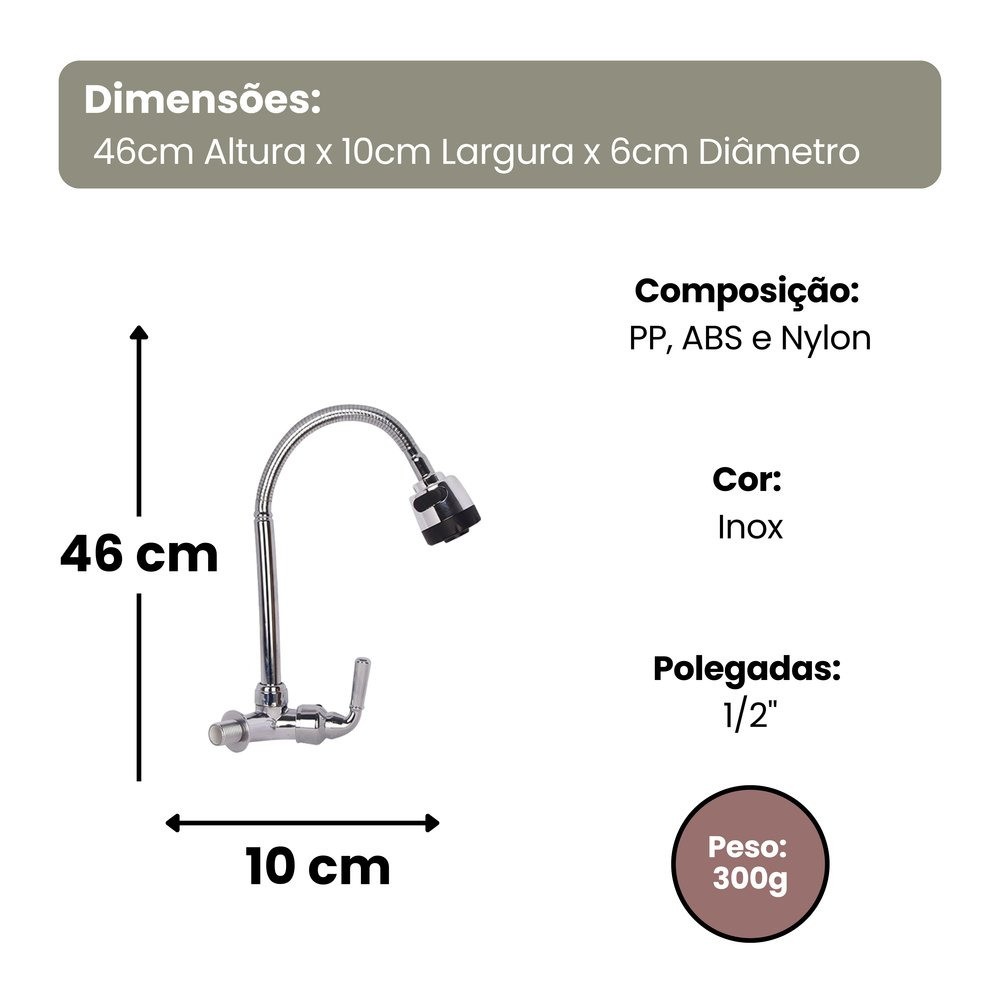 Dimensões:
46cm Altura x 10cm Largura x 6cm Diâmetro
Composição:
PP, ABS e Nylon
Cor:
Inox
46 cm
Polegadas:
1/2"
10 cm
Peso:
300g